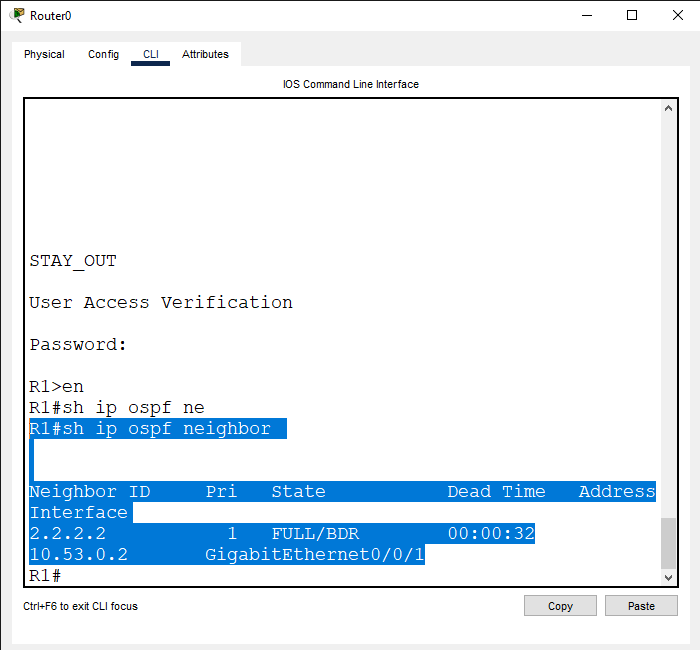 Router0
Physical Config CLI Attributes
IOS Command Line Interface
STAY_OUT
User Access Verification
Password:
R1>en
R1#sh ip ospf ne
R1#sh ip ospf neighbor
Neighbor ID Pri State Dead Time Address
Interface
2.2.2.2 1 FULL/BDR 00:00:32
10.53.0.2 GigabitEthernet0/0/1
R1#
Ctrl+F6 to exit CLI focus
Copy Paste